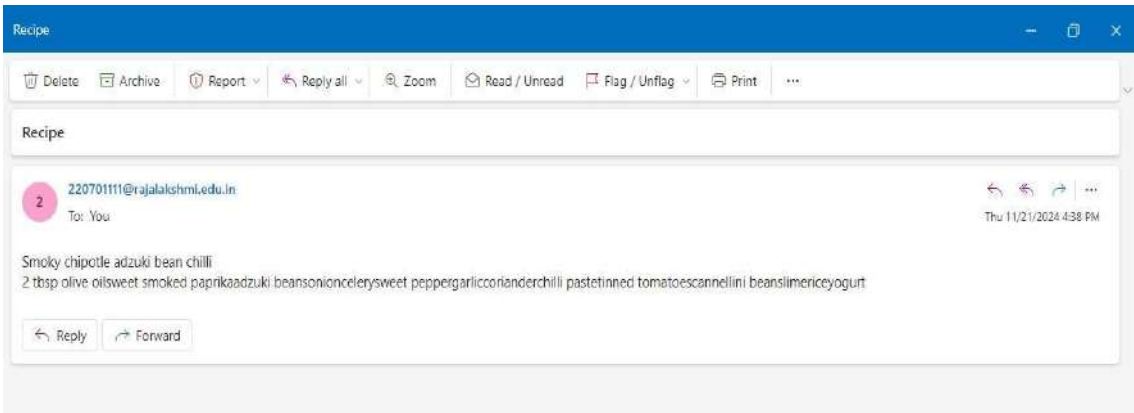 Recipe
Delete Archive Report Reply all Zoom Read / Unread Flag / Unflag Print ...
Recipe
2
220701111@rajalakshmi.edu.in
To: You
Thu 11/21/2024 4:38 PM
Smoky chipotle adzuki bean chilli
2 tbsp olive oilsweet smoked paprikaadzuki beansonioncelerysweet peppergarliccorianderchilli pastetinned tomatoescannellini beanslimericeyogurt
Reply Forward